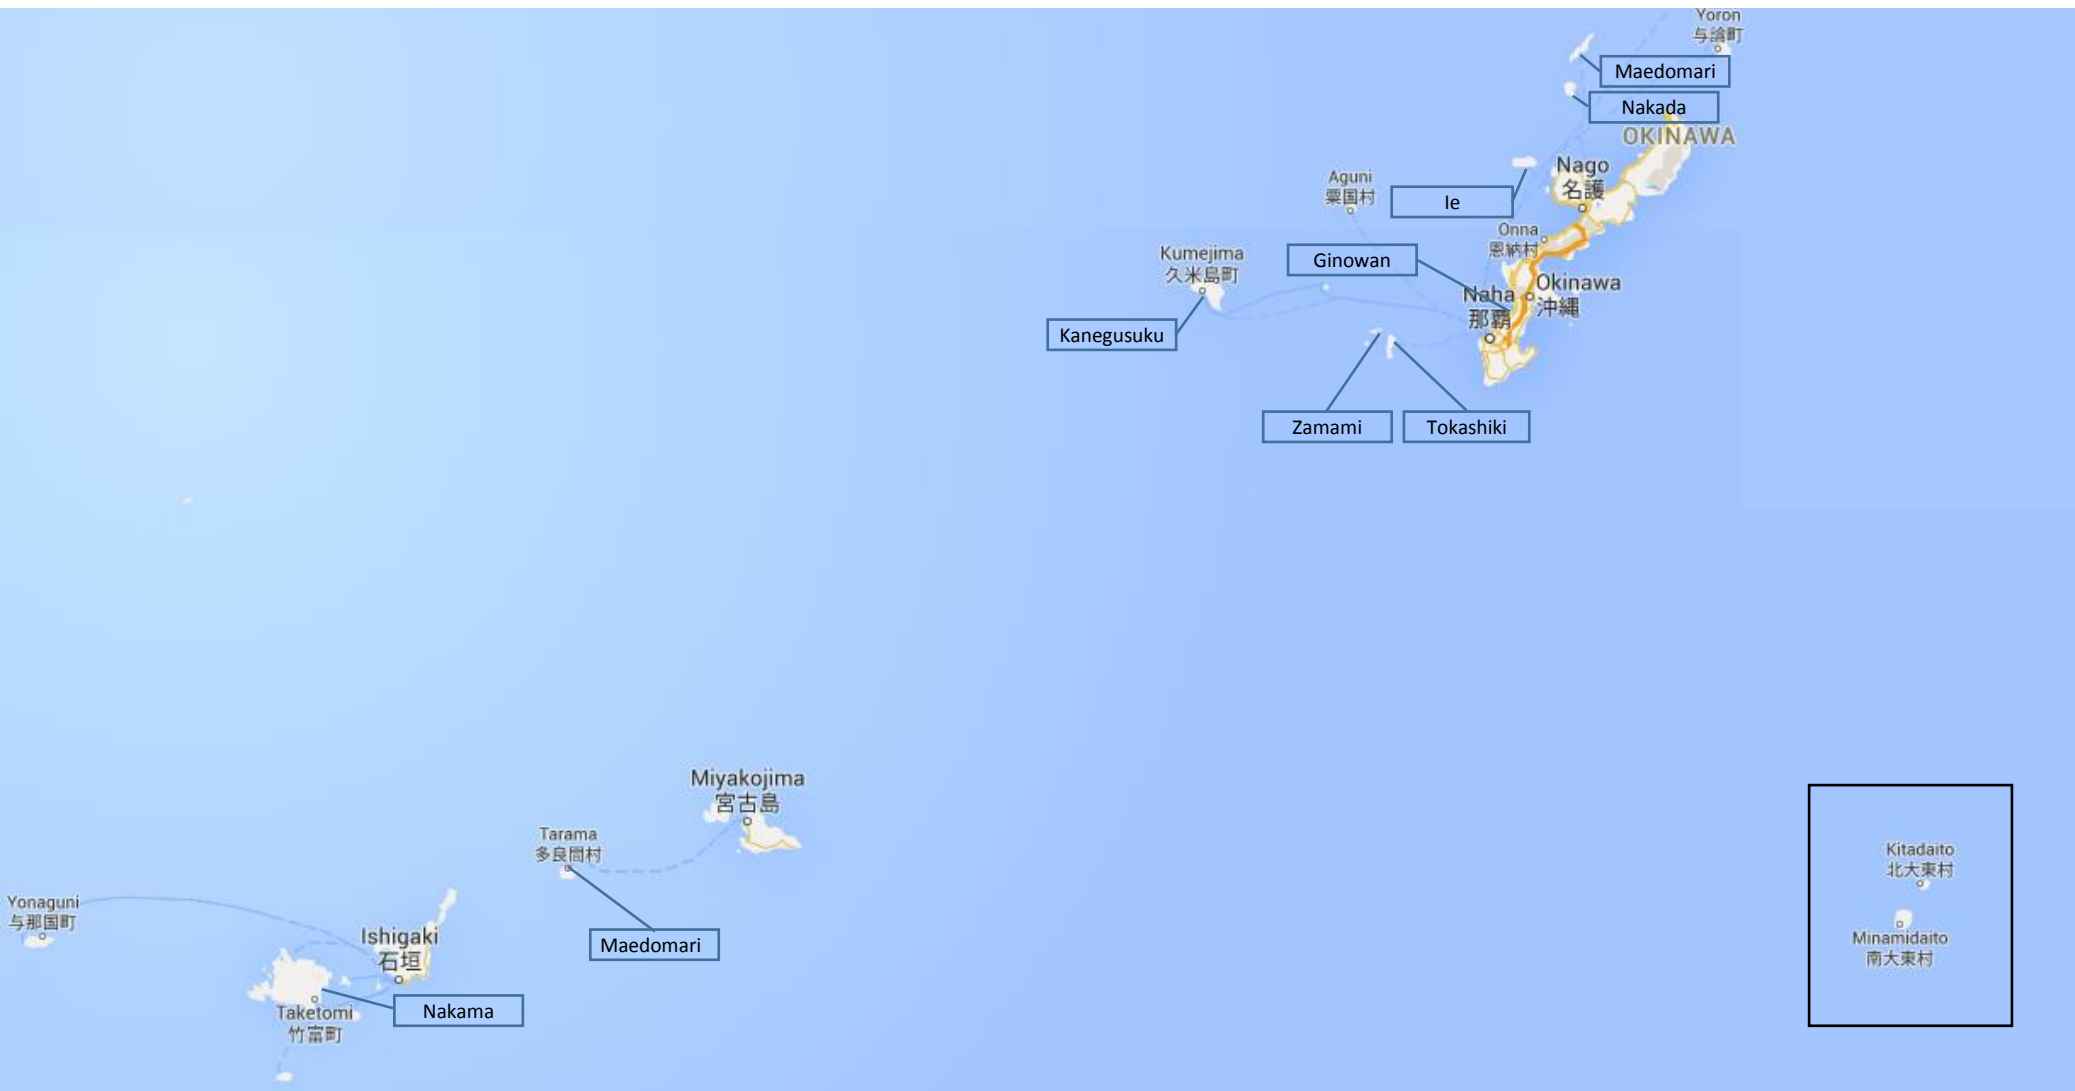 Yoron
与論町
Maedomari
Nakada
OKINAWA
Nago
名護
Aguni
粟国村
Ie
Onna
恩納村
Kumejima
久米島町
Ginowan
Okinawa
沖縄
Naha
那覇
Kanegusuku
Zamami
Tokashiki
Miyakojima
宮古島
Tarama
多良間村
Maedomari
Yonaguni
与那国町
Ishigaki
石垣
Nakama
Taketomi
竹富町
Kitadaito
北大東村
Minamidaito
南大東村